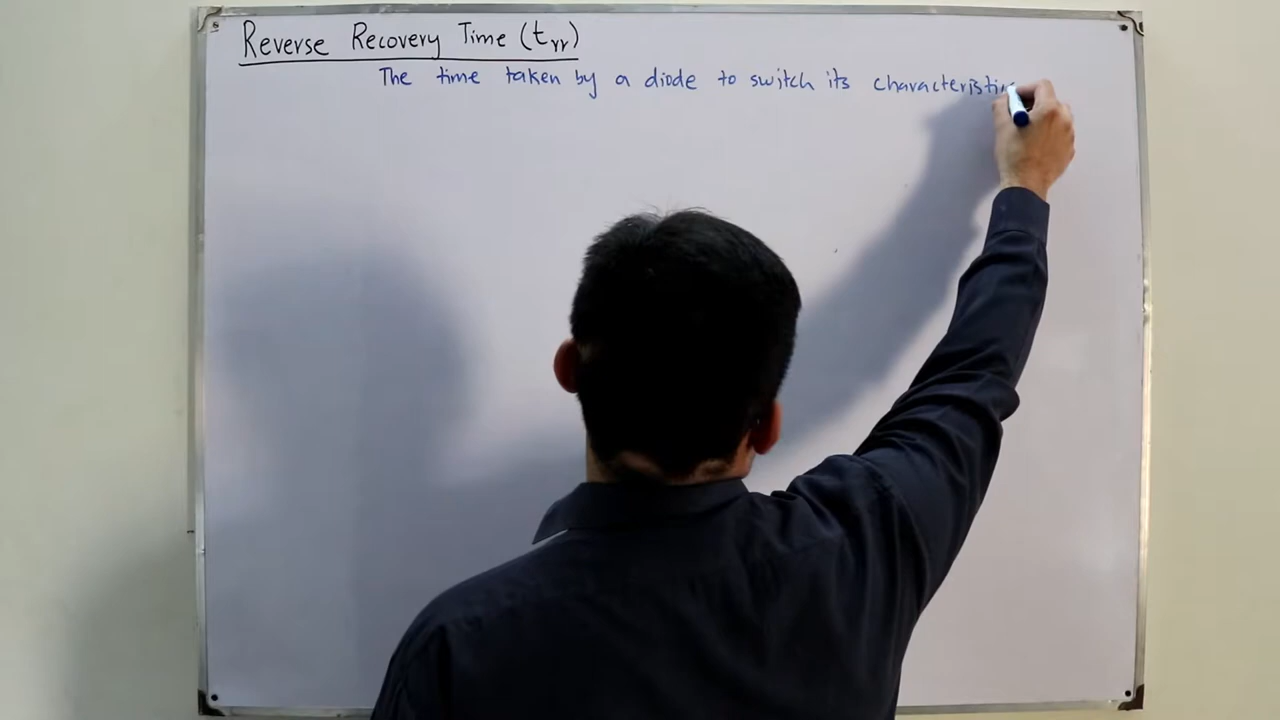 Reverse Recovery Time (trr)
The time taken by a diode to switch its